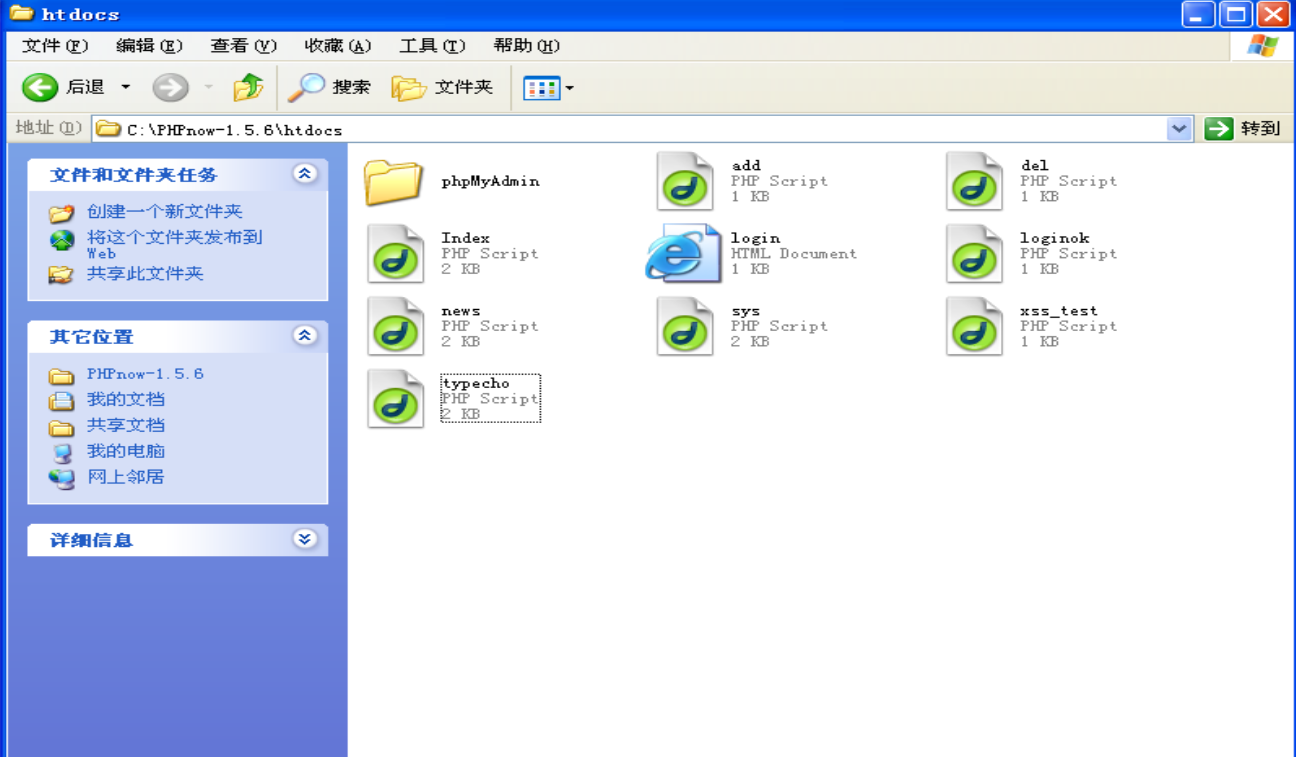 htdocs
文件(F) 编辑(E) 查看(V) 收藏(A) 工具(T) 帮助(H)
后退 搜索 文件夹
地址(D) C:\PHPnow-1.5.6\htdocs 转到
文件和文件夹任务
创建一个新文件夹
将这个文件夹发布到
Web
共享此文件夹
其它位置
PHPnow-1.5.6
我的文档
共享文档
我的电脑
网上邻居
详细信息
phpMyAdmin
add
PHP Script
1 KB
del
PHP Script
1 KB
Index
PHP Script
2 KB
login
HTML Document
1 KB
loginok
PHP Script
1 KB
news
PHP Script
2 KB
sys
PHP Script
2 KB
xss_test
PHP Script
1 KB
typecho
PHP Script
2 KB